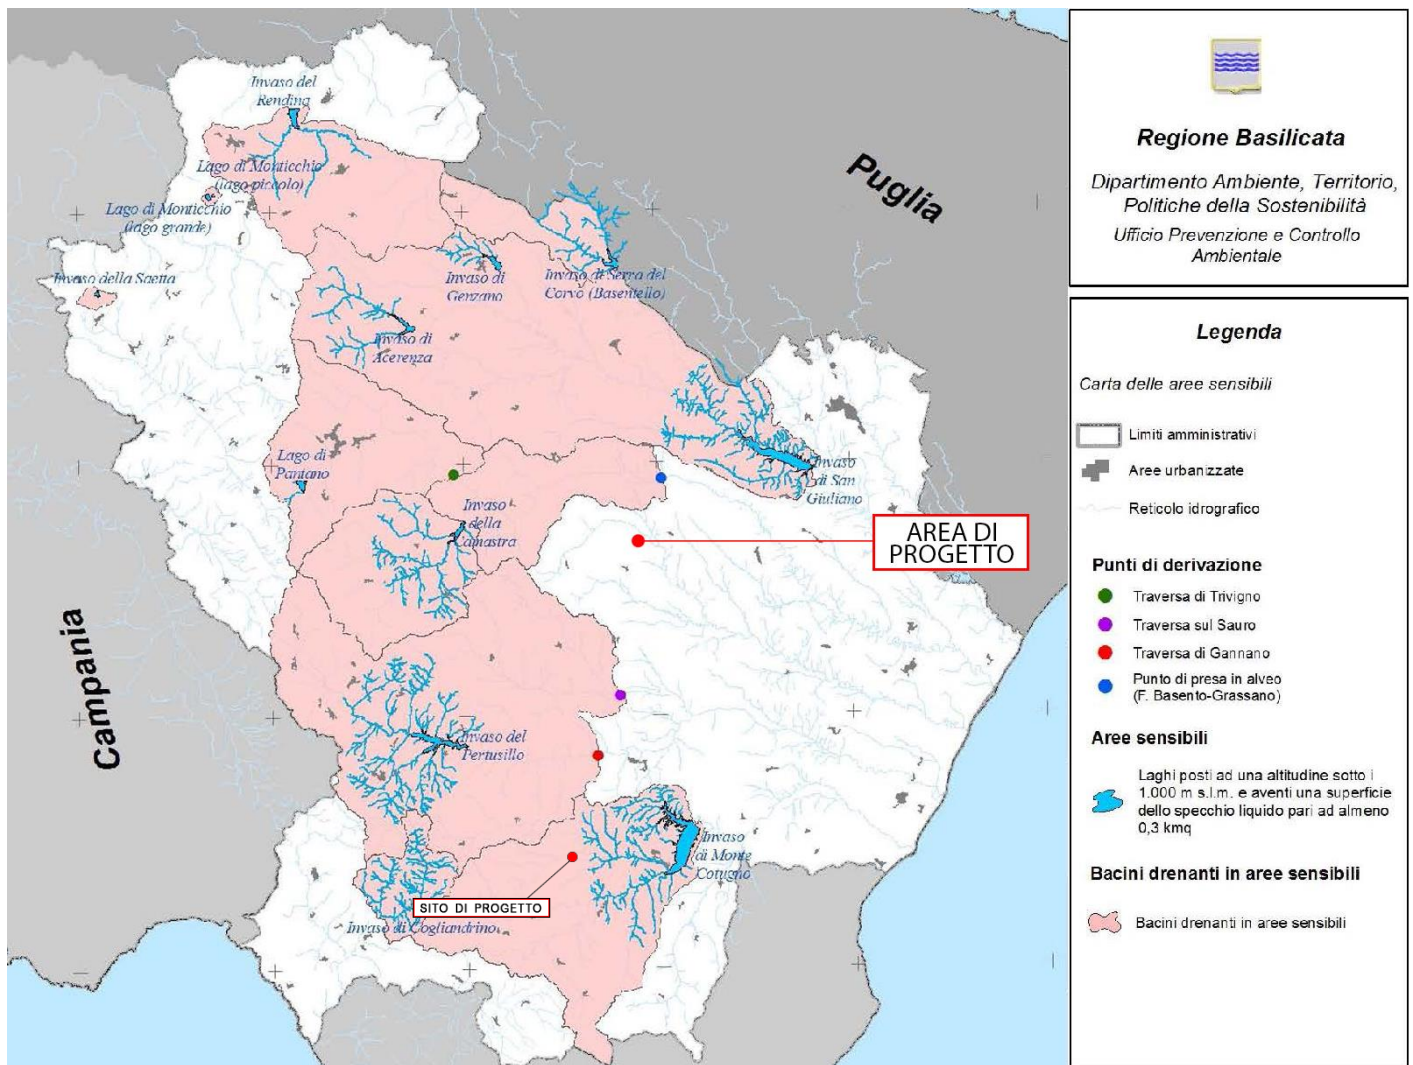 Invaso del
Rendina
Lago di Monticchio
(lago piccolo)
Lago di Monticchio
(lago grande)
Invaso della Saetta
Invaso di
Genzano
Invaso di Serra del
Corvo (Basentello)
Invaso di
Acerenza
Lago di
Pantano
Invaso
di San
Giuliano
Invaso
della
Camastra
Invaso del
Pertusillo
Invaso
di Monte
Cotugno
Invaso di Cogliandrino
Puglia
Campania
AREA DI
PROGETTO
SITO DI PROGETTO
Regione Basilicata
Dipartimento Ambiente, Territorio,
Politiche della Sostenibilità
Ufficio Prevenzione e Controllo
Ambientale
Legenda
Carta delle aree sensibili
Limiti amministrativi
Aree urbanizzate
Reticolo idrografico
Punti di derivazione
Traversa di Trivigno
Traversa sul Sauro
Traversa di Gannano
Punto di presa in alveo
(F. Basento-Grassano)
Aree sensibili
Laghi posti ad una altitudine sotto i
1.000 m s.l.m. e aventi una superficie
dello specchio liquido pari ad almeno
0,3 kmq
Bacini drenanti in aree sensibili
Bacini drenanti in aree sensibili